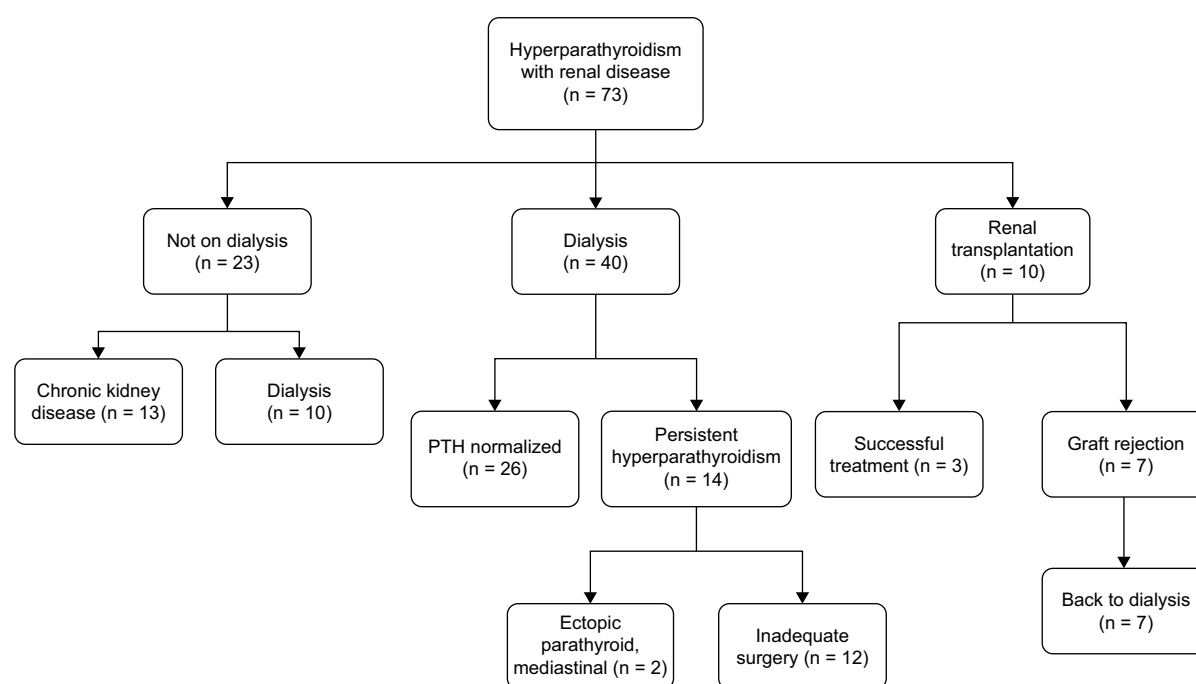 Hyperparathyroidism
with renal disease
(n = 73)
Not on dialysis
(n = 23)
Dialysis
(n = 40)
Renal
transplantation
(n = 10)
Chronic kidney
disease (n = 13)
Dialysis
(n = 10)
PTH normalized
(n = 26)
Persistent
hyperparathyroidism
(n = 14)
Successful
treatment (n = 3)
Graft rejection
(n = 7)
Ectopic
parathyroid,
mediastinal (n = 2)
Inadequate
surgery (n = 12)
Back to dialysis
(n = 7)